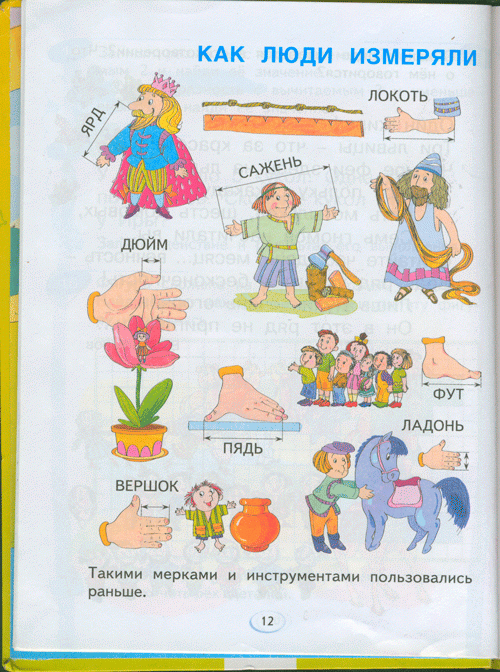 КАК ЛЮДИ ИЗМЕРЯЛИ
ЯРД
ЛОКОТЬ
САЖЕНЬ
ДЮЙМ
ФУТ
ПЯДЬ
ЛАДОНЬ
ВЕРШОК
Такими мерками и инструментами пользовались
раньше.
12